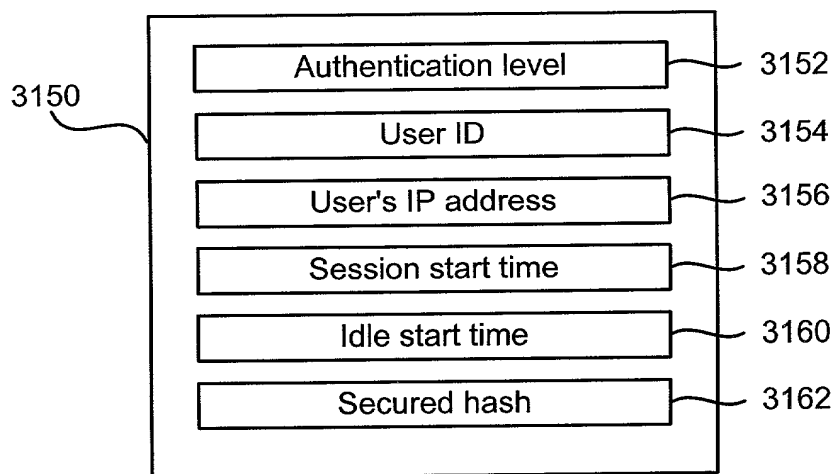 Authentication level 3152
3150
User ID 3154
User's IP address 3156
Session start time 3158
Idle start time 3160
Secured hash 3162